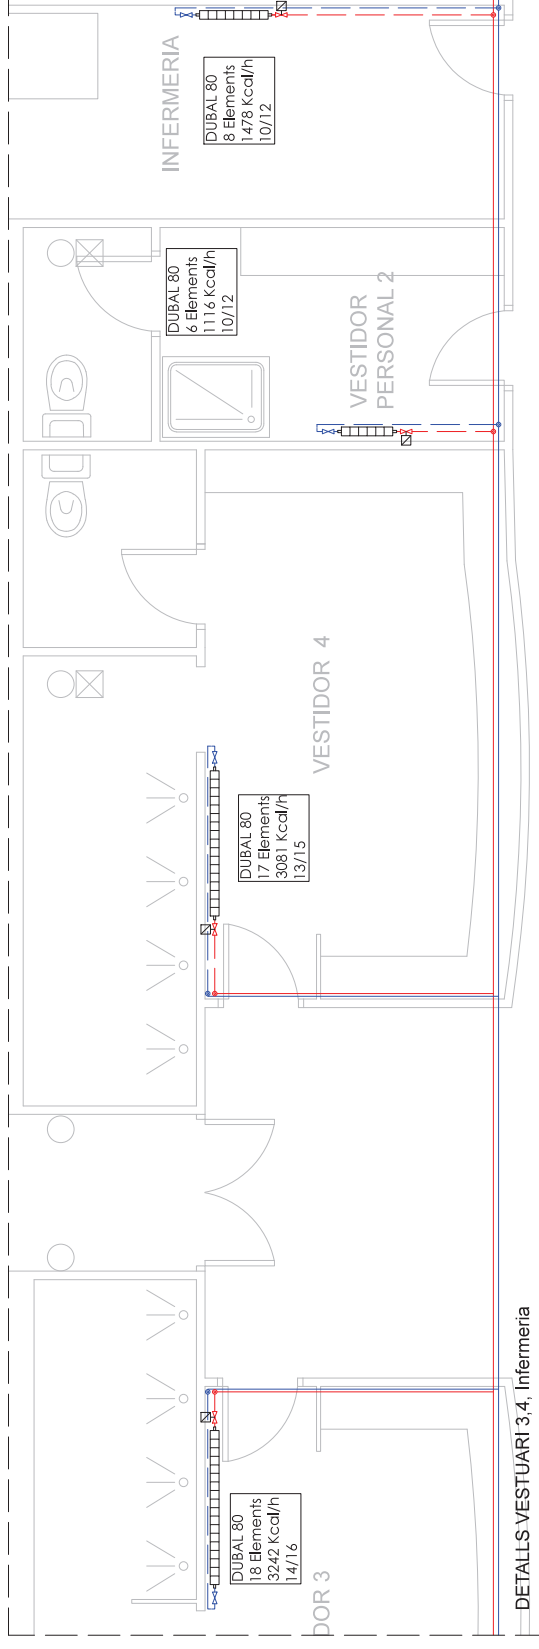 INFERMERIA
DUBAL 80
8 Elements
1478 Kcal/h
10/12
DUBAL 80
6 Elements
1116 Kcal/h
10/12
VESTIDOR
PERSONAL 2
VESTIDOR 4
DUBAL 80
17 Elements
3081 Kcal/h
13/15
DUBAL 80
18 Elements
3242 Kcal/h
14/16
DOR 3
DETALLS VESTUARI 3,4, Infermeria